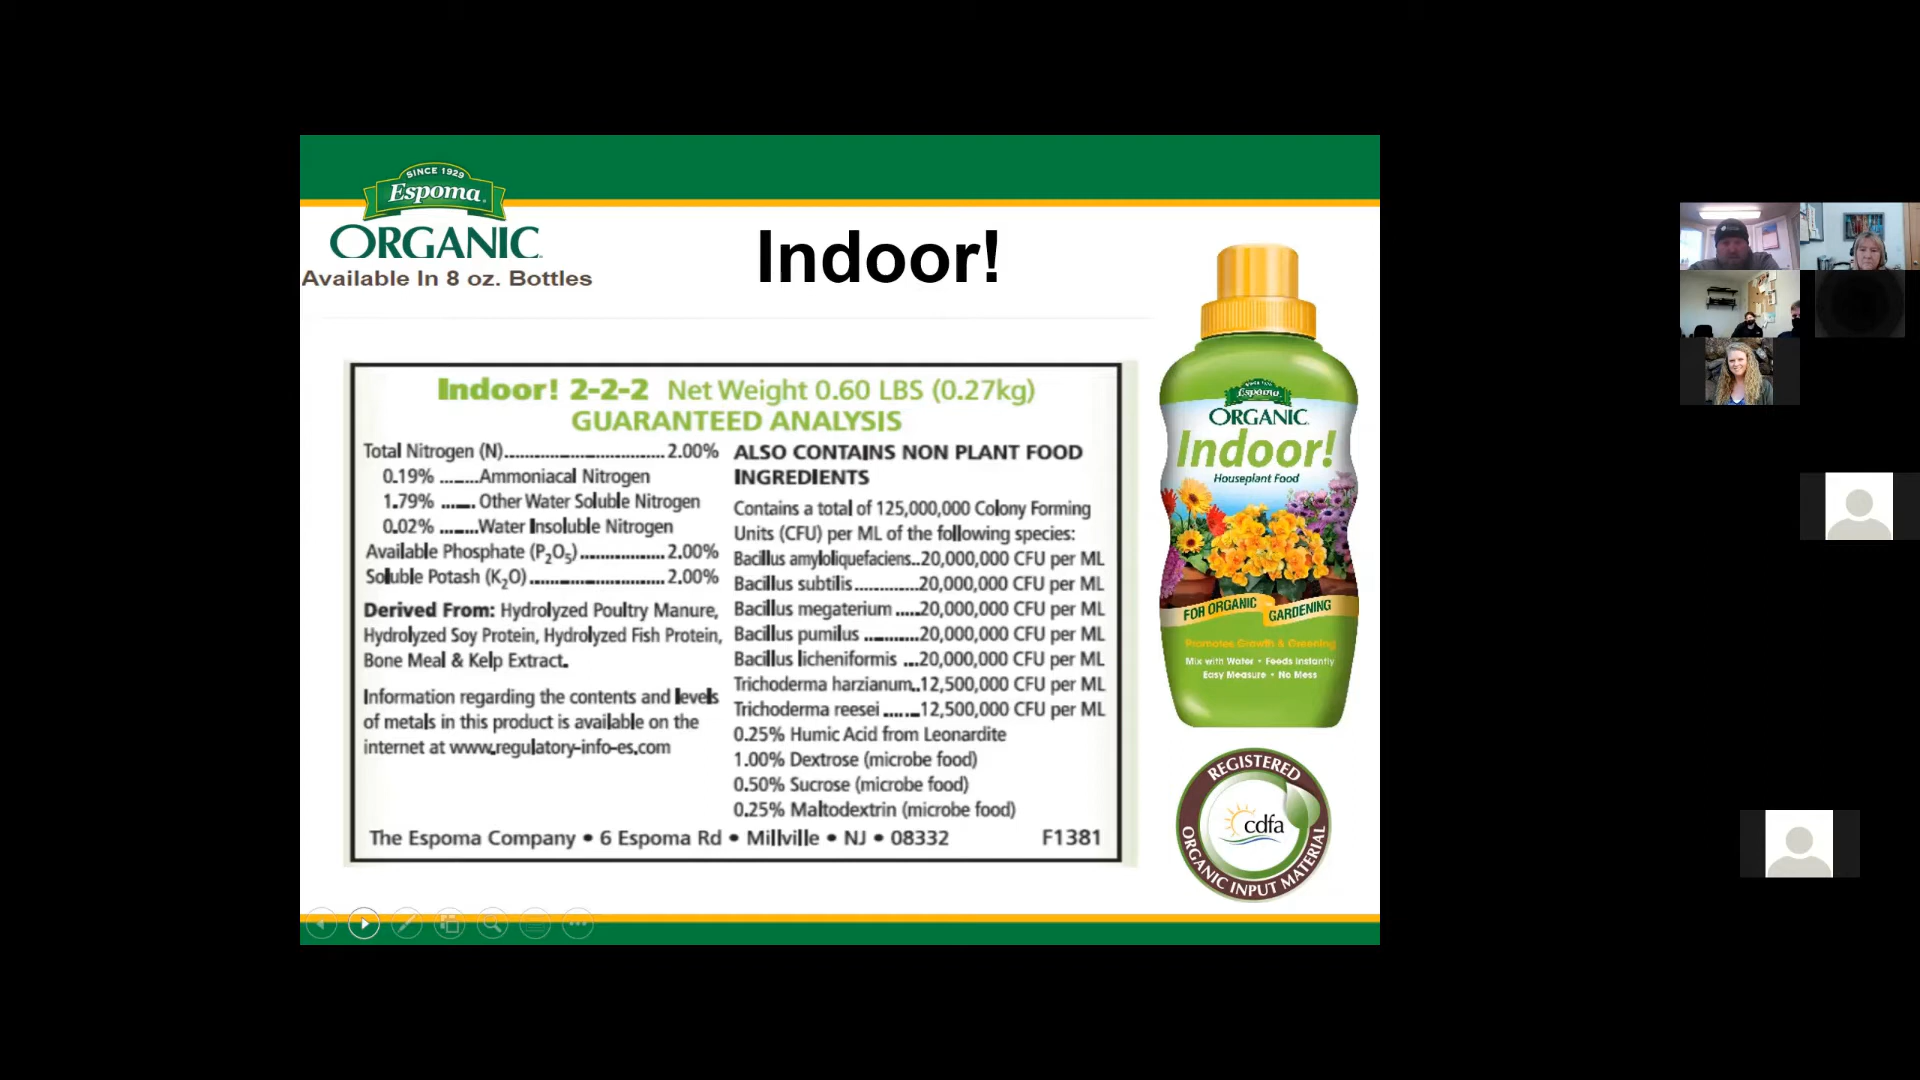 SINCE 1929
Espoma
ORGANIC
Available In 8 oz. Bottles
Indoor!
Indoor! 2-2-2 Net Weight 0.60 LBS (0.27kg)
GUARANTEED ANALYSIS
Total Nitrogen (N)................................... 2.00%
0.19% ........Ammoniacal Nitrogen
1.79% ....... Other Water Soluble Nitrogen
0.02% ........Water Insoluble Nitrogen
Available Phosphate (P₂O₅)................... 2.00%
Soluble Potash (K₂O)............................. 2.00%
Derived From: Hydrolyzed Poultry Manure,
Hydrolyzed Soy Protein, Hydrolyzed Fish Protein,
Bone Meal & Kelp Extract.
Information regarding the contents and levels
of metals in this product is available on the
internet at www.regulatory-info-es.com
ALSO CONTAINS NON PLANT FOOD
INGREDIENTS
Contains a total of 125,000,000 Colony Forming
Units (CFU) per ML of the following species:
Bacillus amyloliquefaciens..20,000,000 CFU per ML
Bacillus subtilis.............20,000,000 CFU per ML
Bacillus megaterium .....20,000,000 CFU per ML
Bacillus pumilus ...........20,000,000 CFU per ML
Bacillus licheniformis ...20,000,000 CFU per ML
Trichoderma harzianum..12,500,000 CFU per ML
Trichoderma reesei .......12,500,000 CFU per ML
0.25% Humic Acid from Leonardite
1.00% Dextrose (microbe food)
0.50% Sucrose (microbe food)
0.25% Maltodextrin (microbe food)
The Espoma Company • 6 Espoma Rd • Millville • NJ • 08332 F1381
Espoma
ORGANIC
Indoor!
Houseplant Food
FOR ORGANIC GARDENING
Promotes Growth & Greening
Mix with Water • Feeds Instantly
Easy Measure • No Mess
REGISTERED
cdfa
ORGANIC INPUT MATERIAL